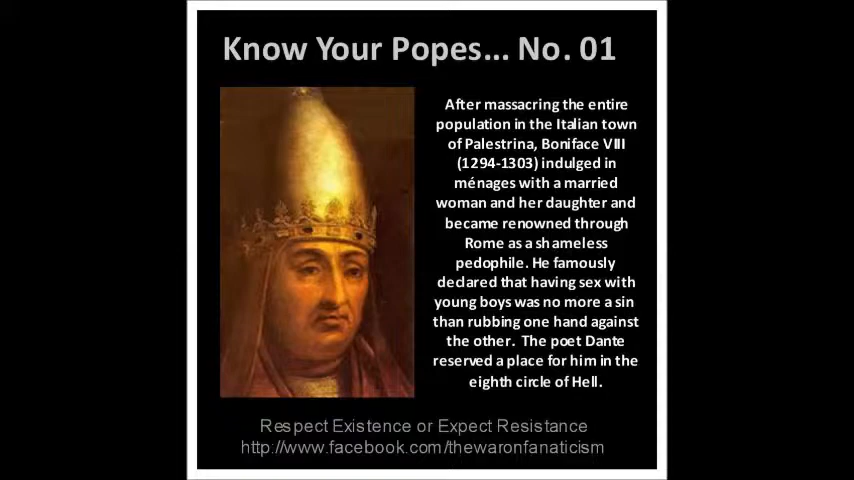 Know Your Popes... No. 01
After massacring the entire
population in the Italian town
of Palestrina, Boniface VIII
(1294-1303) indulged in
ménages with a married
woman and her daughter and
became renowned through
Rome as a shameless
pedophile. He famously
declared that having sex with
young boys was no more a sin
than rubbing one hand against
the other. The poet Dante
reserved a place for him in the
eighth circle of Hell.
Respect Existence or Expect Resistance
http://www.facebook.com/thewaronfanaticism